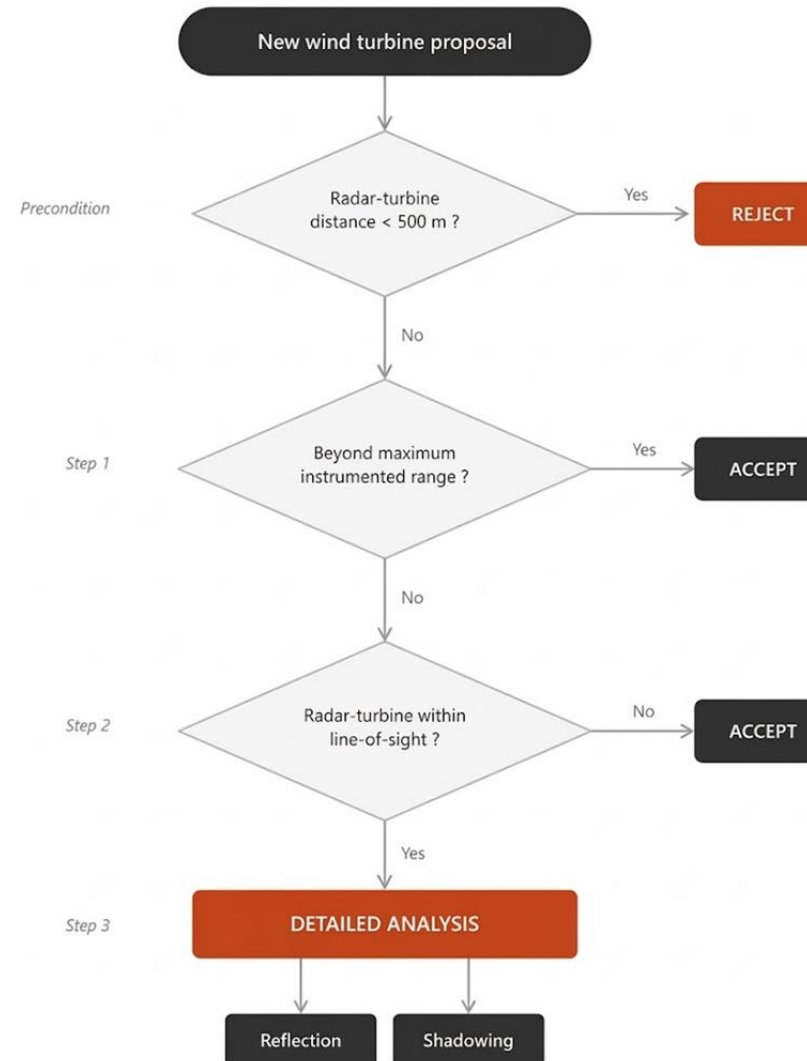 New wind turbine proposal
Precondition
Radar-turbine
distance < 500 m ?
Yes
REJECT
No
Step 1
Beyond maximum
instrumented range ?
Yes
ACCEPT
No
Step 2
Radar-turbine within
line-of-sight ?
No
ACCEPT
Yes
Step 3
DETAILED ANALYSIS
Reflection
Shadowing